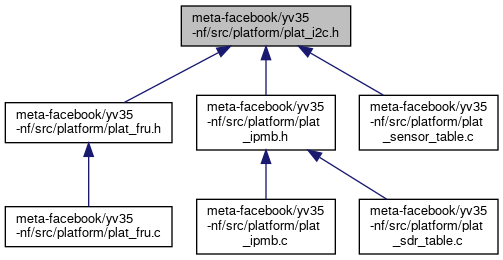 meta-facebook/yv35
-nf/src/platform/plat_i2c.h
meta-facebook/yv35
-nf/src/platform/plat_fru.h
meta-facebook/yv35
-nf/src/platform/plat
_ipmb.h
meta-facebook/yv35
-nf/src/platform/plat
_sensor_table.c
meta-facebook/yv35
-nf/src/platform/plat_fru.c
meta-facebook/yv35
-nf/src/platform/plat
_ipmb.c
meta-facebook/yv35
-nf/src/platform/plat
_sdr_table.c